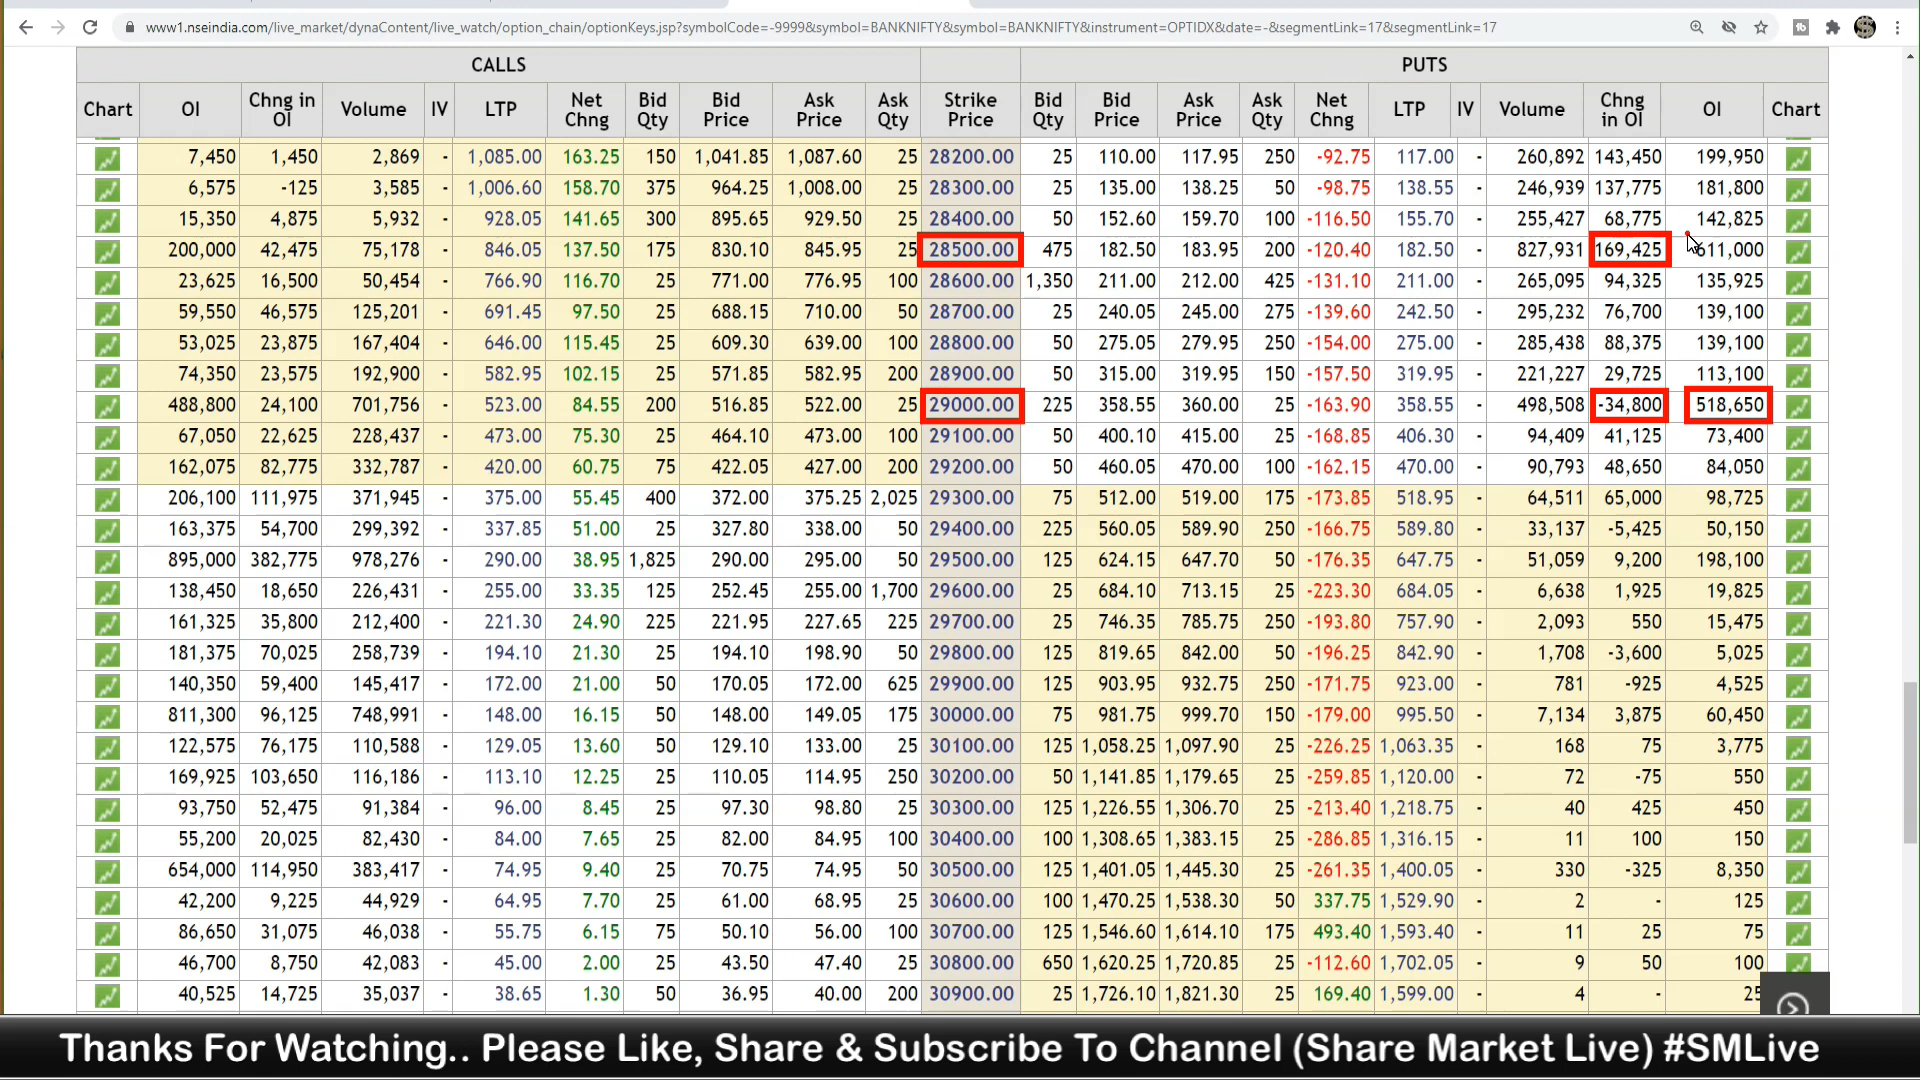 www1.nseindia.com/live_market/dynaContent/live_watch/option_chain/optionKeys.jsp?symbolCode=-9999&symbol=BANKNIFTY&symbol=BANKNIFTY&instrument=OPTIDX&date=-&segmentLink=17&segmentLink=17
CALLS PUTS
Chart OI Chng in OI Volume IV LTP Net Chng Bid Qty Bid Price Ask Price Ask Qty Strike Price Bid Qty Bid Price Ask Price Ask Qty Net Chng LTP IV Volume Chng in OI OI Chart
7,450 1,450 2,869 - 1,085.00 163.25 150 1,041.85 1,087.60 25 28200.00 25 110.00 117.95 250 -92.75 117.00 - 260,892 143,450 199,950
6,575 -125 3,585 - 1,006.60 158.70 375 964.25 1,008.00 25 28300.00 25 135.00 138.25 50 -98.75 138.55 - 246,939 137,775 181,800
15,350 4,875 5,932 - 928.05 141.65 300 895.65 929.50 25 28400.00 50 152.60 159.70 100 -116.50 155.70 - 255,427 68,775 142,825
200,000 42,475 75,178 - 846.05 137.50 175 830.10 845.95 25 28500.00 475 182.50 183.95 200 -120.40 182.50 - 827,931 169,425 611,000
23,625 16,500 50,454 - 766.90 116.70 25 771.00 776.95 100 28600.00 1,350 211.00 212.00 425 -131.10 211.00 - 265,095 94,325 135,925
59,550 46,575 125,201 - 691.45 97.50 25 688.15 710.00 50 28700.00 25 240.05 245.00 275 -139.60 242.50 - 295,232 76,700 139,100
53,025 23,875 167,404 - 646.00 115.45 25 609.30 639.00 100 28800.00 50 275.05 279.95 250 -154.00 275.00 - 285,438 88,375 139,100
74,350 23,575 192,900 - 582.95 102.15 25 571.85 582.95 200 28900.00 50 315.00 319.95 150 -157.50 319.95 - 221,227 29,725 113,100
488,800 24,100 701,756 - 523.00 84.55 200 516.85 522.00 25 29000.00 225 358.55 360.00 25 -163.90 358.55 - 498,508 -34,800 518,650
67,050 22,625 228,437 - 473.00 75.30 25 464.10 473.00 100 29100.00 50 400.10 415.00 25 -168.85 406.30 - 94,409 41,125 73,400
162,075 82,775 332,787 - 420.00 60.75 75 422.05 427.00 200 29200.00 50 460.05 470.00 100 -162.15 470.00 - 90,793 48,650 84,050
206,100 111,975 371,945 - 375.00 55.45 400 372.00 375.25 2,025 29300.00 75 512.00 519.00 175 -173.85 518.95 - 64,511 65,000 98,725
163,375 54,700 299,392 - 337.85 51.00 25 327.80 338.00 50 29400.00 225 560.05 589.90 250 -166.75 589.80 - 33,137 -5,425 50,150
895,000 382,775 978,276 - 290.00 38.95 1,825 290.00 295.00 50 29500.00 125 624.15 647.70 50 -176.35 647.75 - 51,059 9,200 198,100
138,450 18,650 226,431 - 255.00 33.35 125 252.45 255.00 1,700 29600.00 25 684.10 713.15 25 -223.30 684.05 - 6,638 1,925 19,825
161,325 35,800 212,400 - 221.30 24.90 225 221.95 227.65 225 29700.00 25 746.35 785.75 250 -193.80 757.90 - 2,093 550 15,475
181,375 70,025 258,739 - 194.10 21.30 25 194.10 198.90 50 29800.00 125 819.65 842.00 50 -196.25 842.90 - 1,708 -3,600 5,025
140,350 59,400 145,417 - 172.00 21.00 50 170.05 172.00 625 29900.00 125 903.95 932.75 250 -171.75 923.00 - 781 -925 4,525
811,300 96,125 748,991 - 148.00 16.15 50 148.00 149.05 175 30000.00 75 981.75 999.70 150 -179.00 995.50 - 7,134 3,875 60,450
122,575 76,175 110,588 - 129.05 13.60 50 129.10 133.00 25 30100.00 125 1,058.25 1,097.90 25 -226.25 1,063.35 - 168 75 3,775
169,925 103,650 116,186 - 113.10 12.25 25 110.05 114.95 250 30200.00 50 1,141.85 1,179.65 25 -259.85 1,120.00 - 72 -75 550
93,750 52,475 91,384 - 96.00 8.45 25 97.30 98.80 25 30300.00 125 1,226.55 1,306.70 25 -213.40 1,218.75 - 40 425 450
55,200 20,025 82,430 - 84.00 7.65 25 82.00 84.95 100 30400.00 100 1,308.65 1,383.15 25 -286.85 1,316.15 - 11 100 150
654,000 114,950 383,417 - 74.95 9.40 25 70.75 74.95 50 30500.00 125 1,401.05 1,445.30 25 -261.35 1,400.05 - 330 -325 8,350
42,200 9,225 44,929 - 64.95 7.70 25 61.00 68.95 25 30600.00 100 1,470.25 1,538.30 50 337.75 1,529.90 - 2 - 125
86,650 31,075 46,038 - 55.75 6.15 75 50.10 56.00 100 30700.00 125 1,546.60 1,614.10 175 493.40 1,593.40 - 11 25 75
46,700 8,750 42,083 - 45.00 2.00 25 43.50 47.40 25 30800.00 650 1,620.25 1,720.85 25 -112.60 1,702.05 - 9 50 100
40,525 14,725 35,037 - 38.65 1.30 50 36.95 40.00 200 30900.00 25 1,726.10 1,821.30 25 169.40 1,599.00 - 4 - 25
Thanks For Watching.. Please Like, Share & Subscribe To Channel (Share Market Live) #SMLive